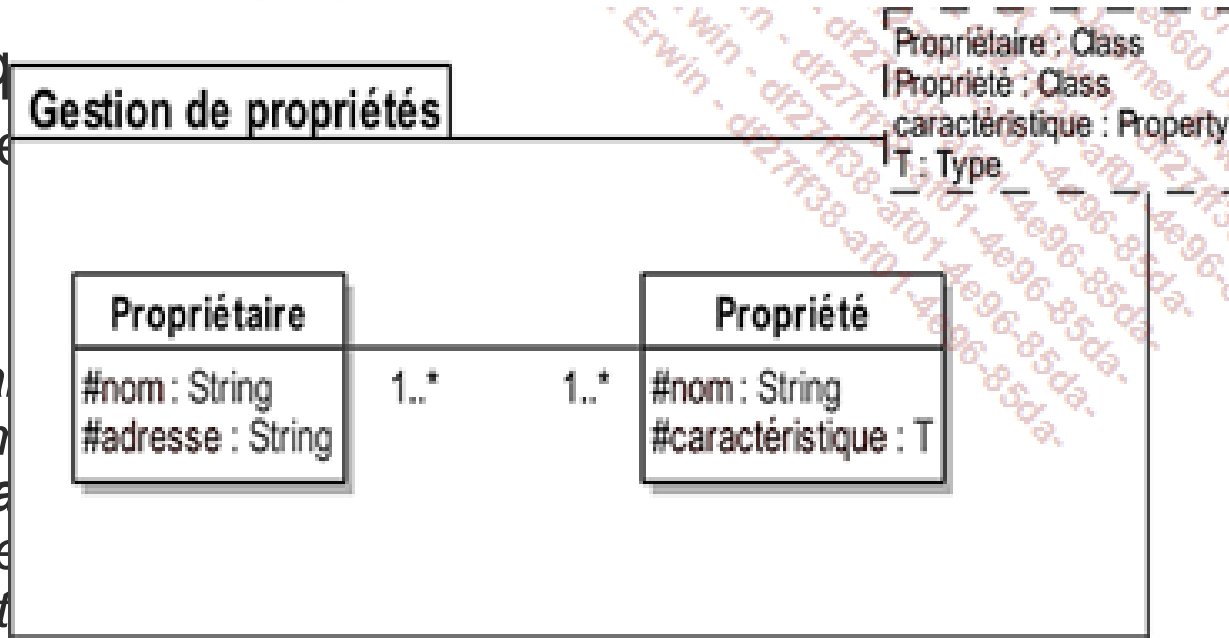 Gestion de propriétés
Propriétaire : Class
Propriété : Class
caractéristique : Property
T : Type
Propriétaire
#nom : String
#adresse : String
1..*
1..*
Propriété
#nom : String
#caractéristique : T